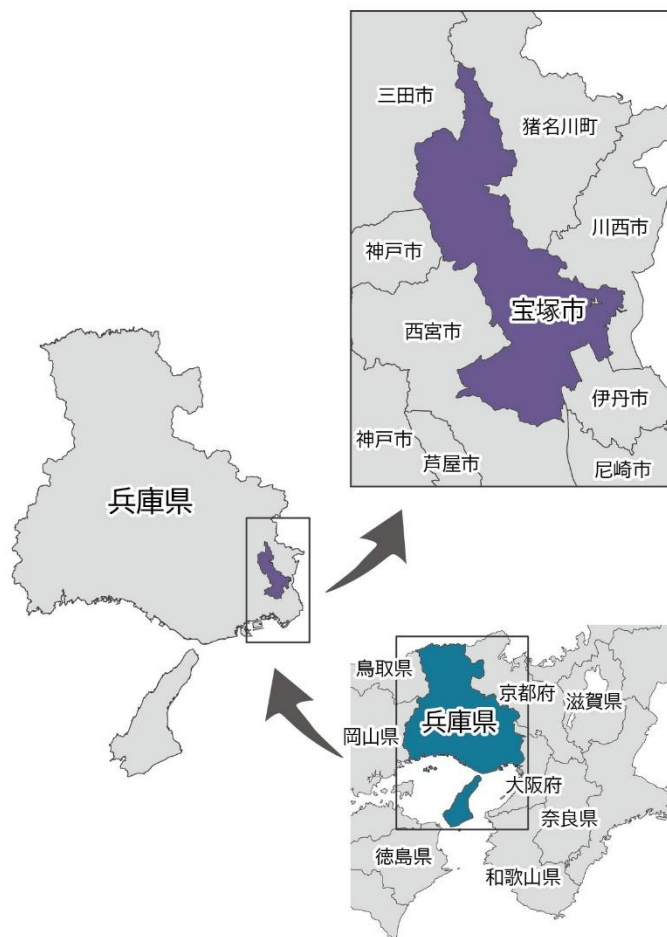 三田市
猪名川町
川西市
神戸市
宝塚市
西宮市
伊丹市
神戸市
芦屋市
尼崎市
兵庫県
鳥取県
京都府
滋賀県
兵庫県
岡山県
大阪府
奈良県
徳島県
和歌山県